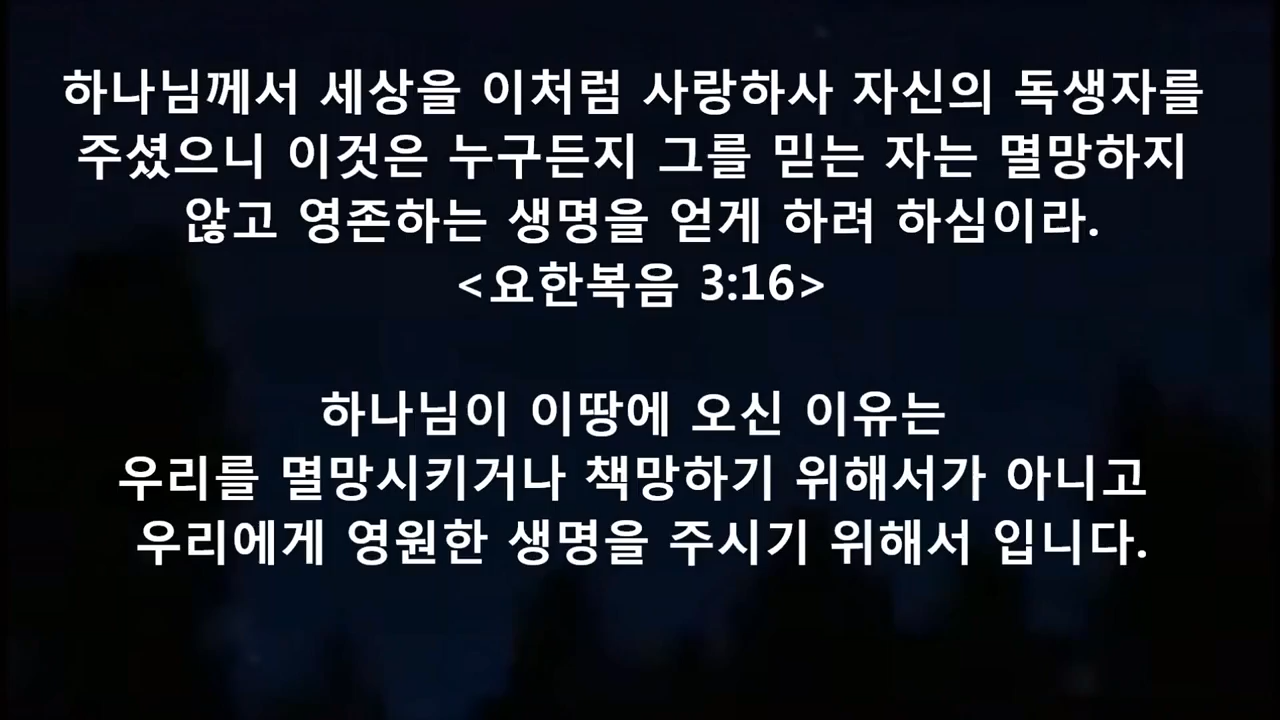 하나님께서 세상을 이처럼 사랑하사 자신의 독생자를
주셨으니 이것은 누구든지 그를 믿는 자는 멸망하지
않고 영존하는 생명을 얻게 하려 하심이라.
<요한복음 3:16>
하나님이 이땅에 오신 이유는
우리를 멸망시키거나 책망하기 위해서가 아니고
우리에게 영원한 생명을 주시기 위해서 입니다.